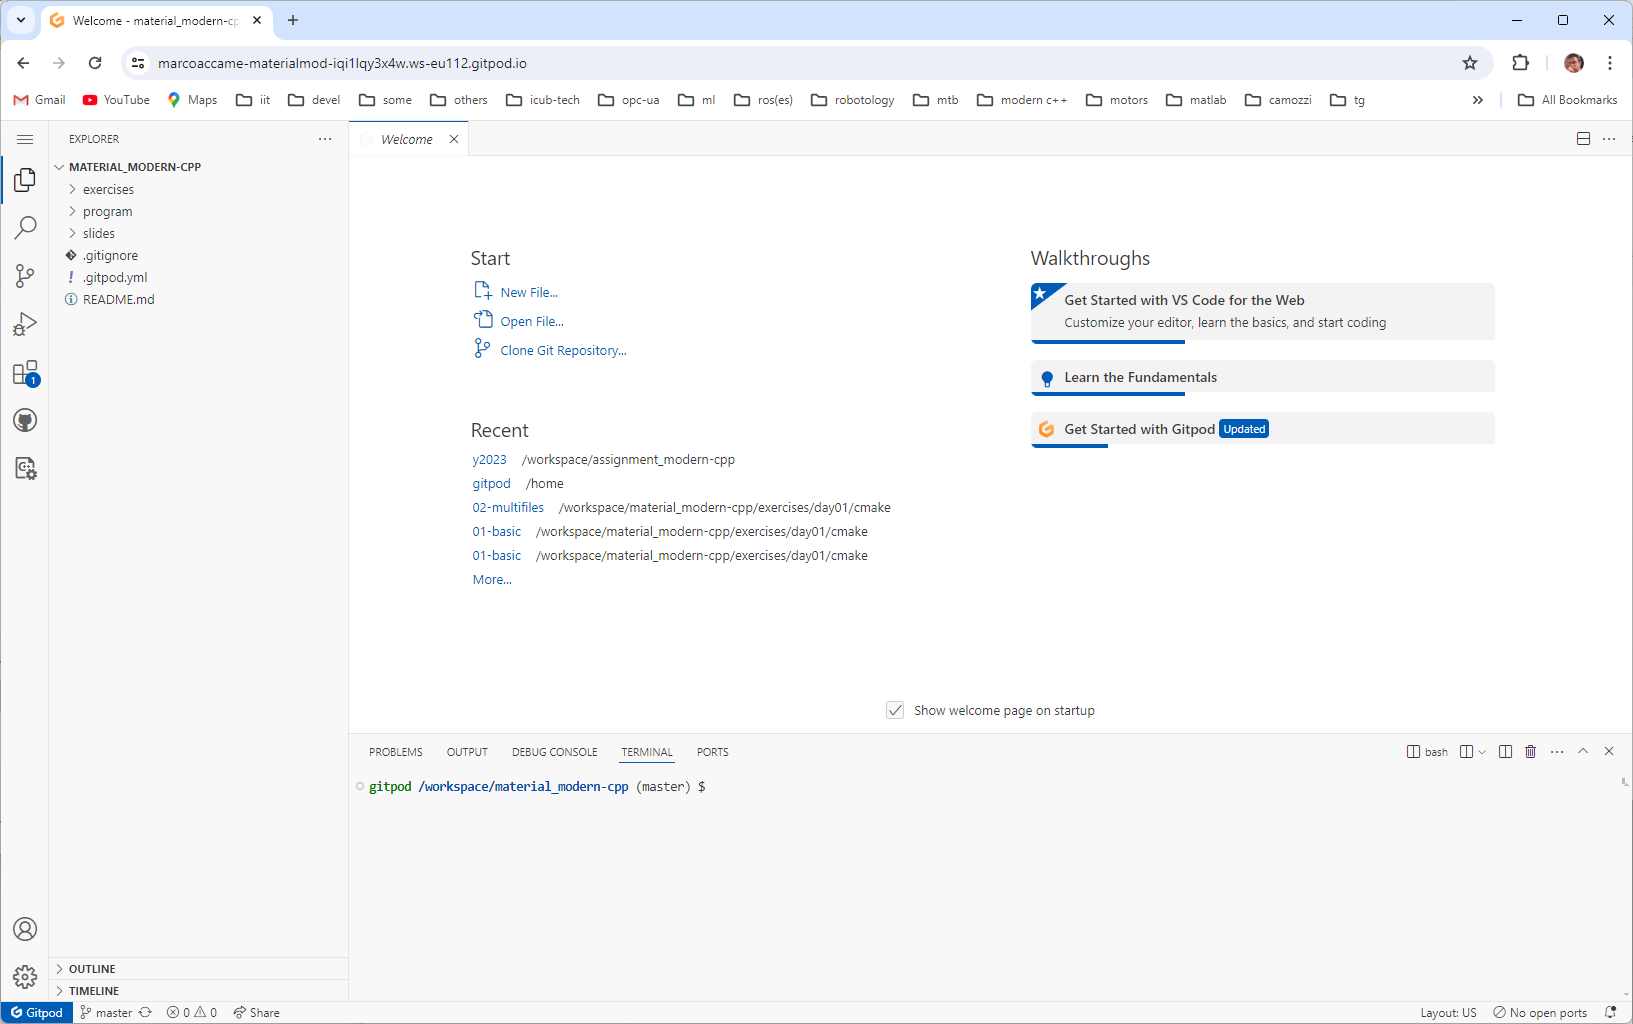 Welcome - material_modern-cp
marcoaccame-materialmod-iqi1lqy3x4w.ws-eu112.gitpod.io
Gmail YouTube Maps iit devel some others icub-tech opc-ua ml ros(es) robotology mtb modern c++ motors matlab camozzi tg All Bookmarks
EXPLORER
Welcome
MATERIAL_MODERN-CPP
exercises
program
slides
.gitignore
.gitpod.yml
README.md
Start
New File...
Open File...
Clone Git Repository...
Recent
y2023 /workspace/assignment_modern-cpp
gitpod /home
02-multifiles /workspace/material_modern-cpp/exercises/day01/cmake
01-basic /workspace/material_modern-cpp/exercises/day01/cmake
01-basic /workspace/material_modern-cpp/exercises/day01/cmake
More...
Walkthroughs
Get Started with VS Code for the Web
Customize your editor, learn the basics, and start coding
Learn the Fundamentals
Get Started with Gitpod Updated
1
Show welcome page on startup
PROBLEMS OUTPUT DEBUG CONSOLE TERMINAL PORTS bash
gitpod /workspace/material_modern-cpp (master) $
OUTLINE
TIMELINE
Gitpod master 0 0 Share Layout: US No open ports